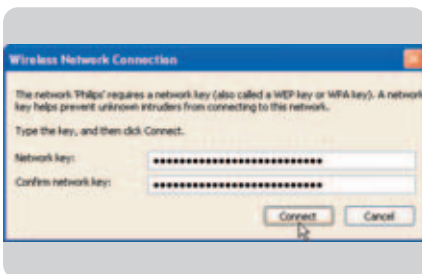 Wireless Network Connection
The network 'Philips' requires a network key (also called a WEP key or WPA key). A network
key helps prevent unknown intruders from connecting to this network.
Type the key, and then click Connect.
Network key: ••••••••••••••••••••••••••
Confirm network key: ••••••••••••••••••••••••••
Connect Cancel